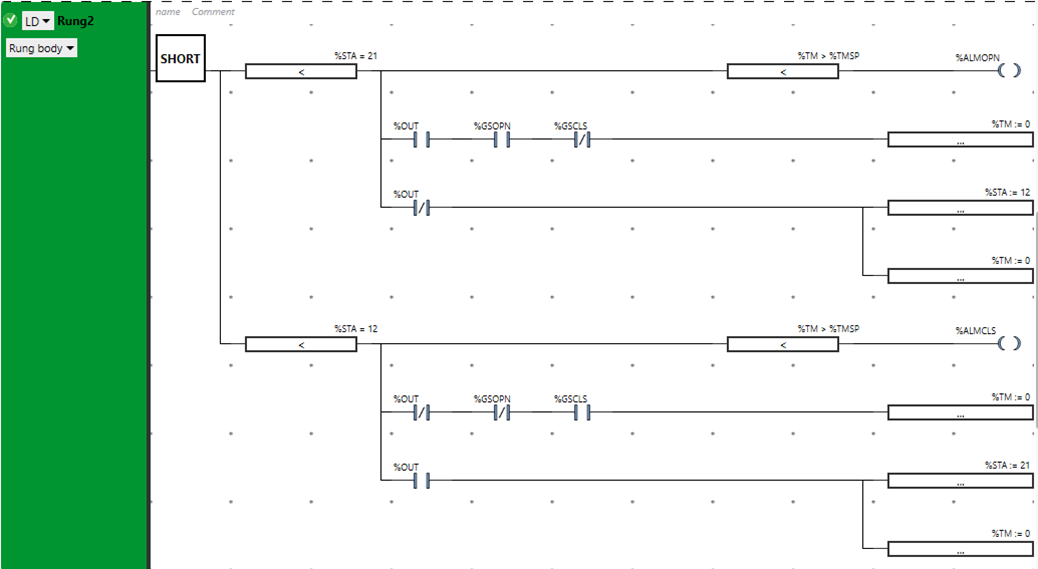 LD Rung2
name Comment
Rung body
SHORT
%STA = 21
<
%TM > %TMSP
<
%ALMOPN
( )
%OUT
%GSOPN
%GSCLS
/
%TM := 0
...
%OUT
/
%STA := 12
...
%TM := 0
...
%STA = 12
<
%TM > %TMSP
<
%ALMCLS
( )
%OUT
/
%GSOPN
/
%GSCLS
%TM := 0
...
%OUT
%STA := 21
...
%TM := 0
...